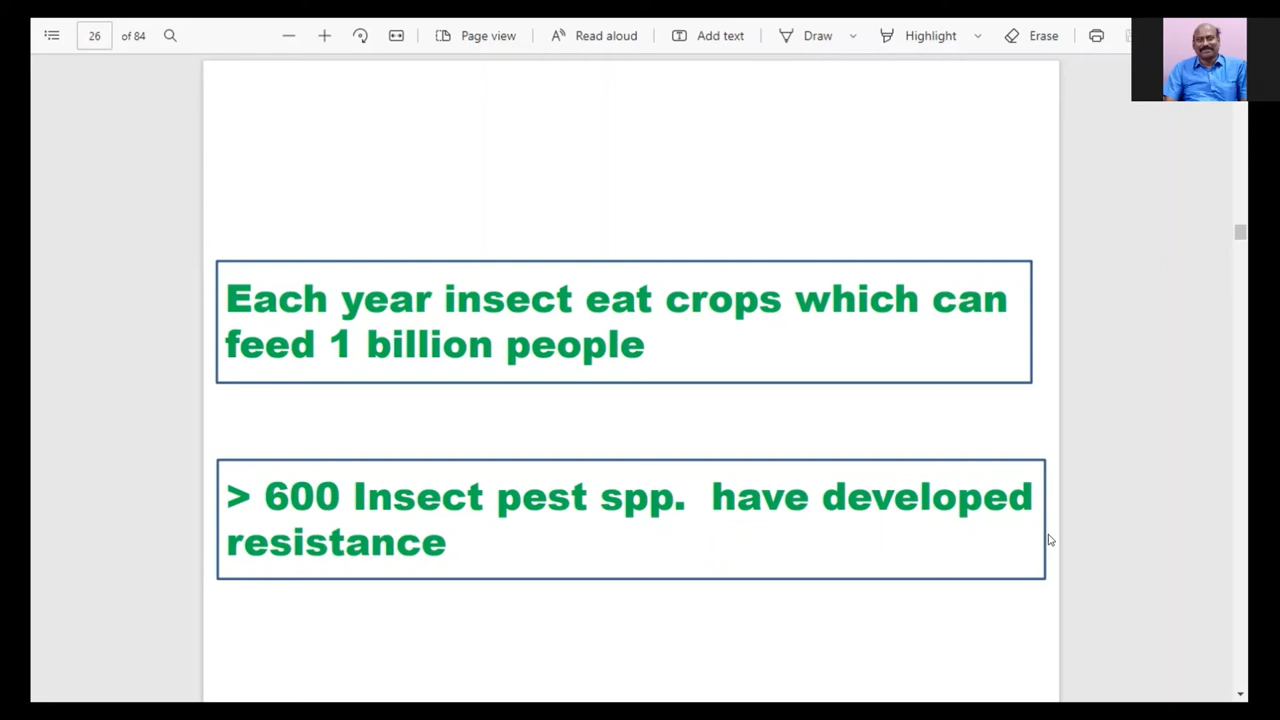 26 of 84 Page view Read aloud Add text Draw Highlight Erase
Each year insect eat crops which can
feed 1 billion people
> 600 Insect pest spp. have developed
resistance